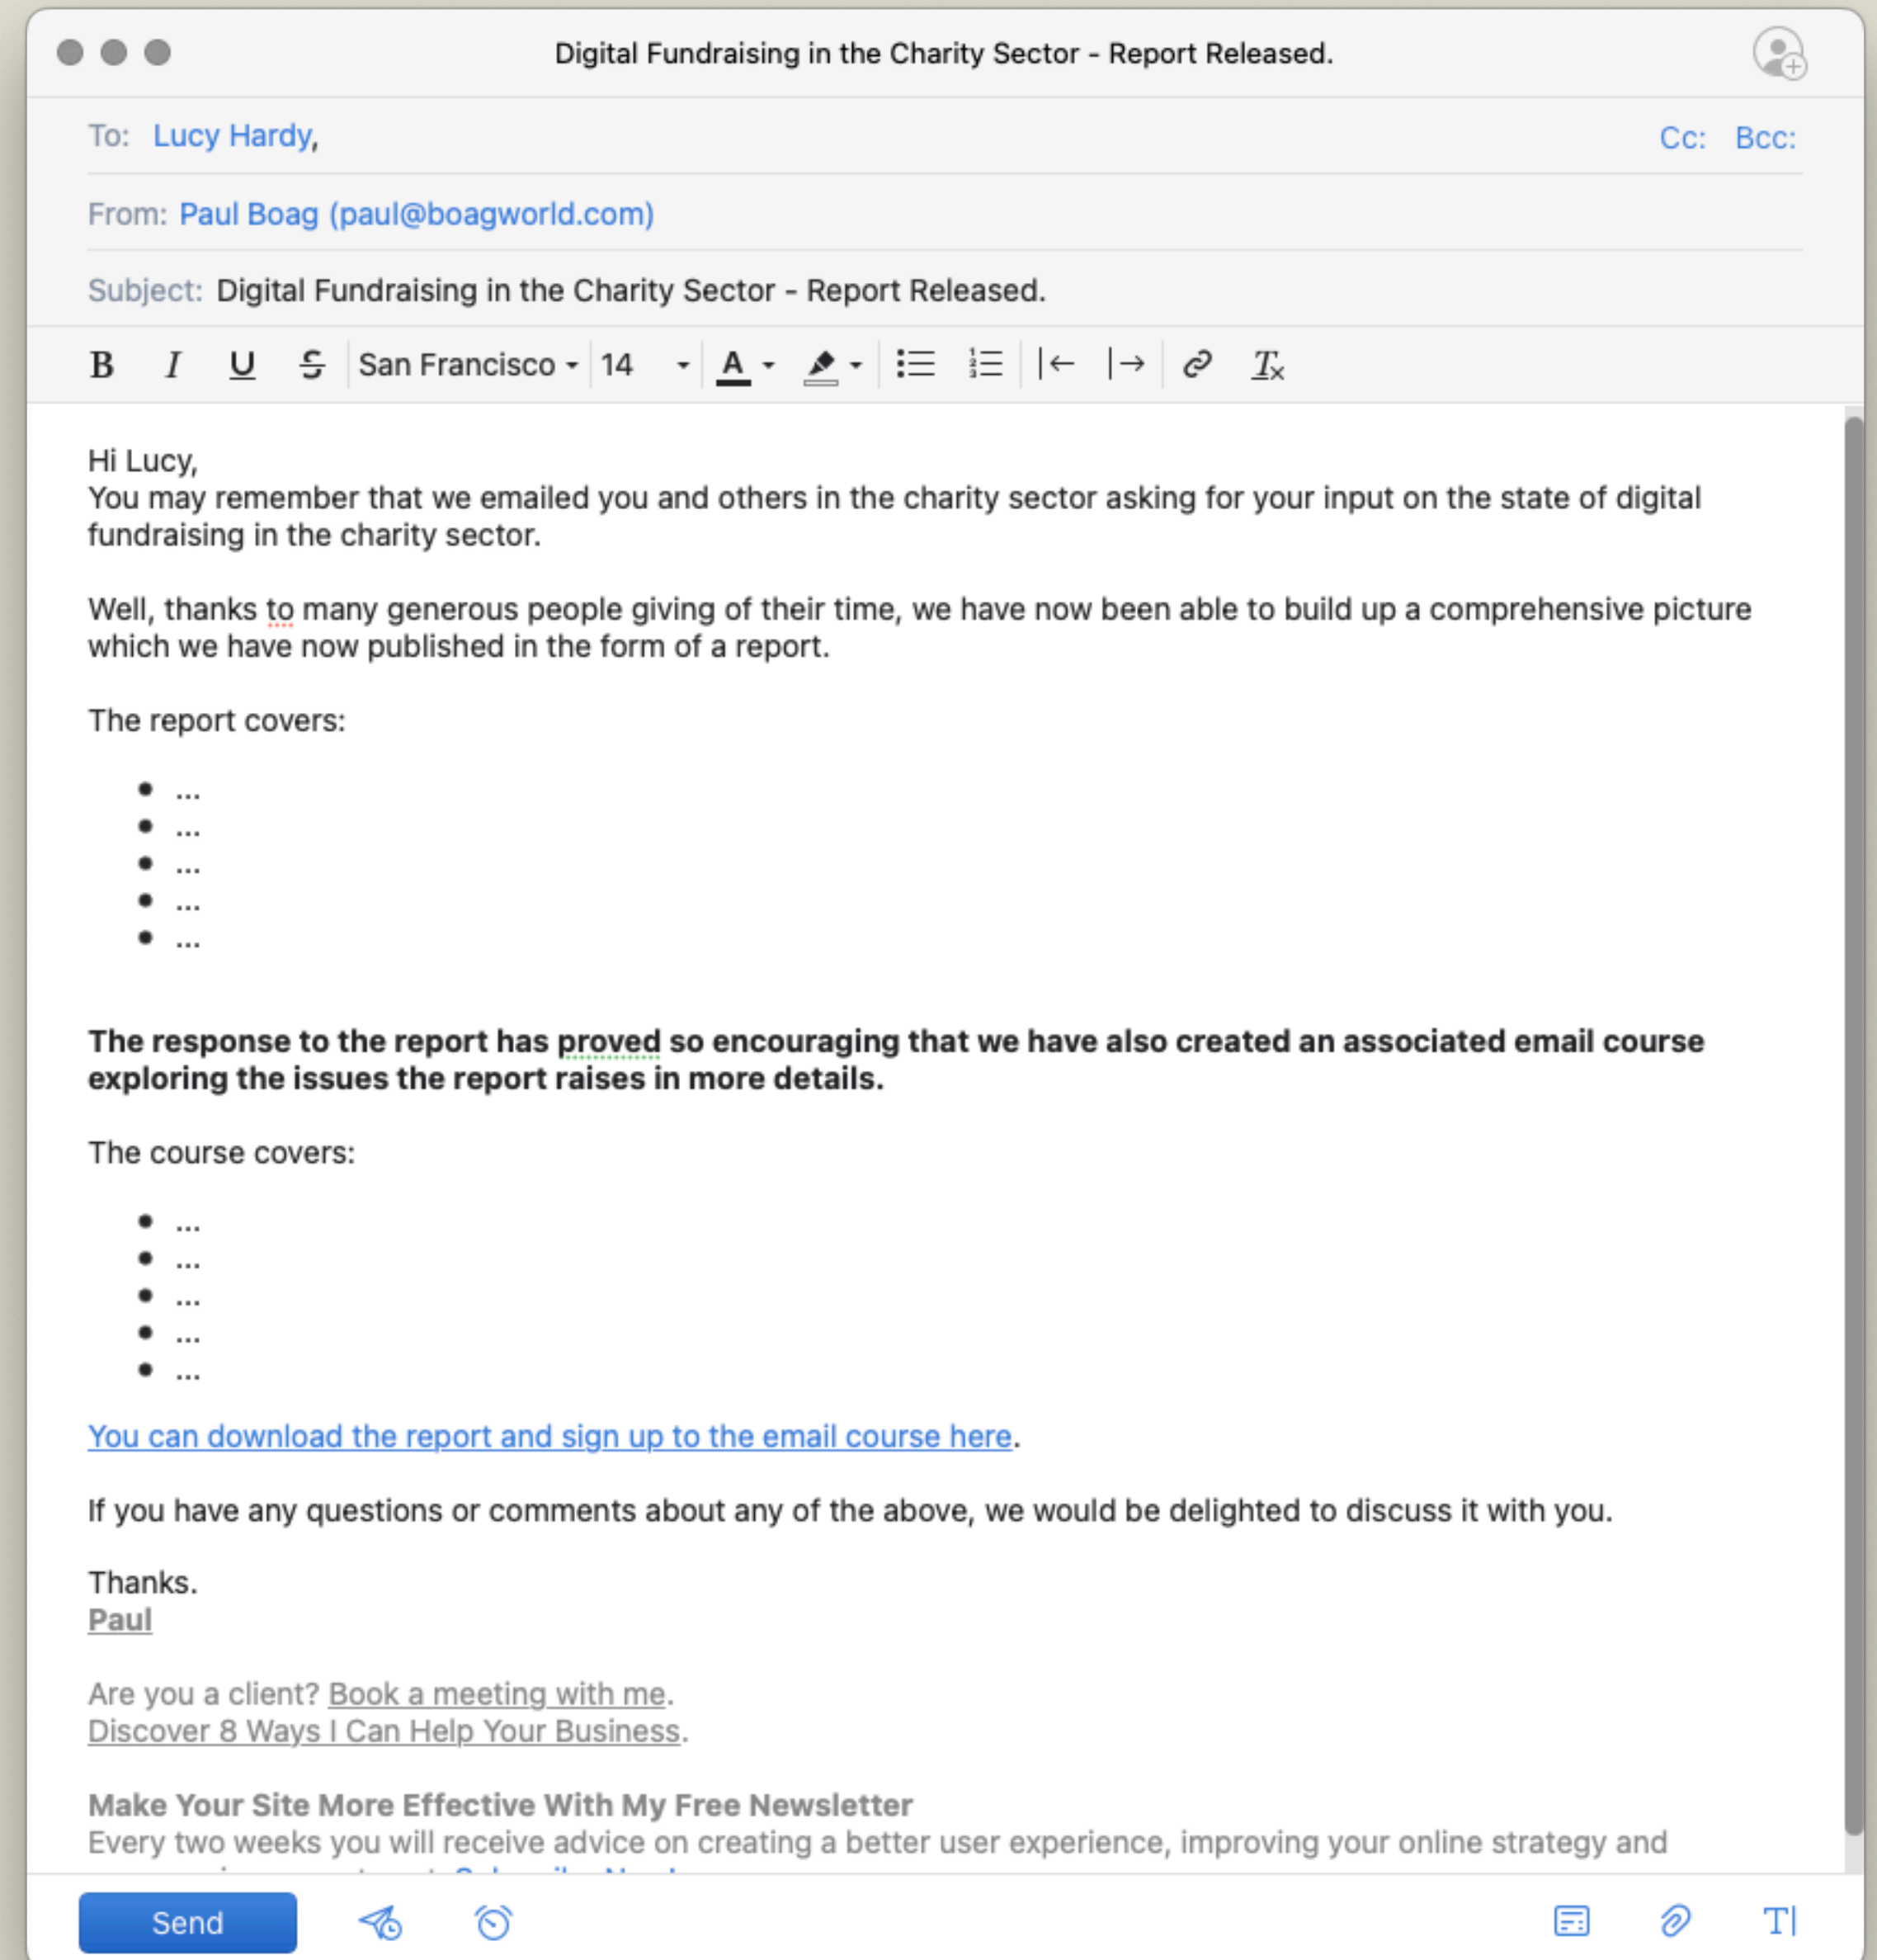 Digital Fundraising in the Charity Sector - Report Released.
To: Lucy Hardy, Cc: Bcc:
From: Paul Boag (paul@boagworld.com)
Subject: Digital Fundraising in the Charity Sector - Report Released.
B I U S San Francisco 14 A Tx
Hi Lucy,
You may remember that we emailed you and others in the charity sector asking for your input on the state of digital
fundraising in the charity sector.
Well, thanks to many generous people giving of their time, we have now been able to build up a comprehensive picture
which we have now published in the form of a report.
The report covers:
• ...
• ...
• ...
• ...
• ...
The response to the report has proved so encouraging that we have also created an associated email course
exploring the issues the report raises in more details.
The course covers:
• ...
• ...
• ...
• ...
• ...
You can download the report and sign up to the email course here.
If you have any questions or comments about any of the above, we would be delighted to discuss it with you.
Thanks.
Paul
Are you a client? Book a meeting with me.
Discover 8 Ways I Can Help Your Business.
Make Your Site More Effective With My Free Newsletter
Every two weeks you will receive advice on creating a better user experience, improving your online strategy and
Send T|